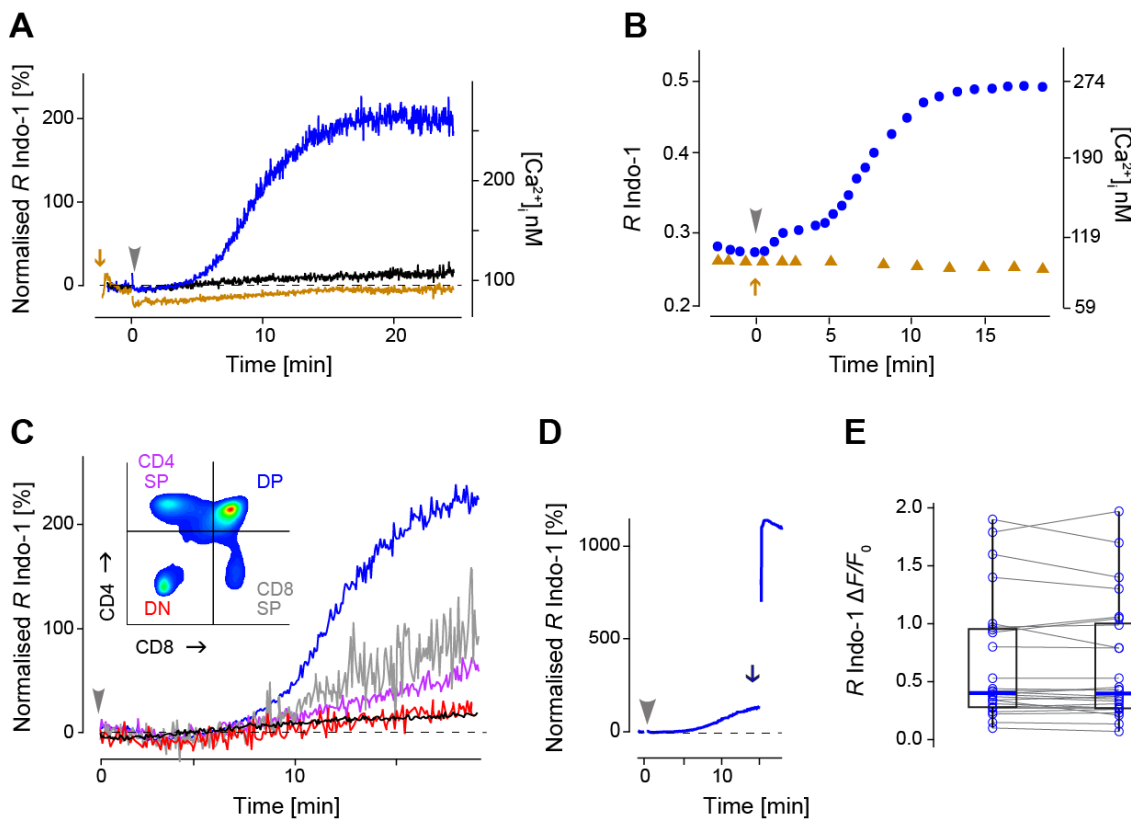 A
Normalised R Indo-1 [%]
200
100
0
200
100
[Ca²⁺]ᵢ nM
0
10
20
Time [min]
B
R Indo-1
0.5
0.4
0.3
0.2
274
190
119
59
[Ca²⁺]ᵢ nM
0
5
10
15
Time [min]
C
Normalised R Indo-1 [%]
200
100
0
CD4
SP
DP
DN
CD8
SP
CD4 →
CD8 →
0
10
Time [min]
D
Normalised R Indo-1 [%]
1000
500
0
0
10
Time [min]
E
R Indo-1 ΔF/F₀
2.0
1.5
1.0
0.5
0.0